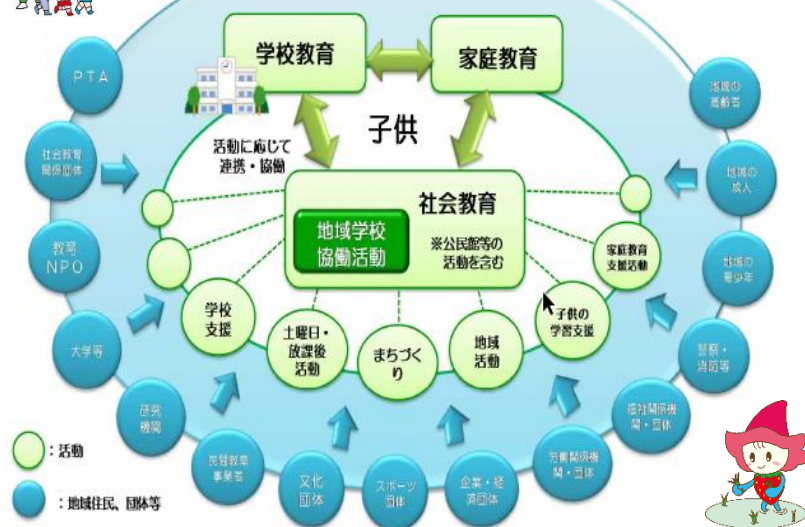 学校教育
家庭教育
子供
活動に応じて
連携・協働
社会教育
地域学校
協働活動
※公民館等の
活動を含む
家庭教育
支援活動
学校
支援
土曜日・
放課後
活動
まちづく
り
地域
活動
子供の
学習支援
PTA
社会教育
関係団体
教育
NPO
大学等
研究
機関
民間教育
事業者
文化
団体
スポーツ
団体
企業・経
済団体
労働関係機
関・団体
福祉関係機
関・団体
警察・
消防等
地域の
青少年
地域の
成人
地域の
高齢者
：活動
：地域住民、団体等